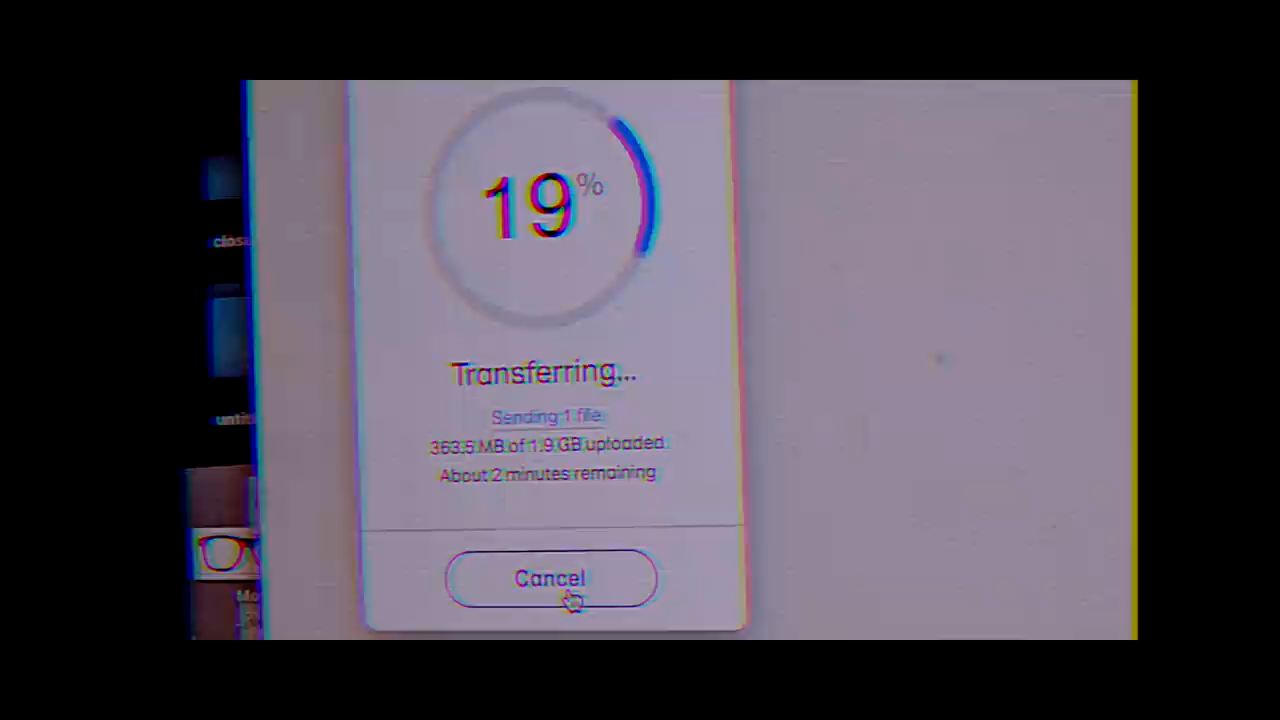 19%
Transferring...
Sending 1 file
363.5 MB of 1.9 GB uploaded
About 2 minutes remaining
Cancel